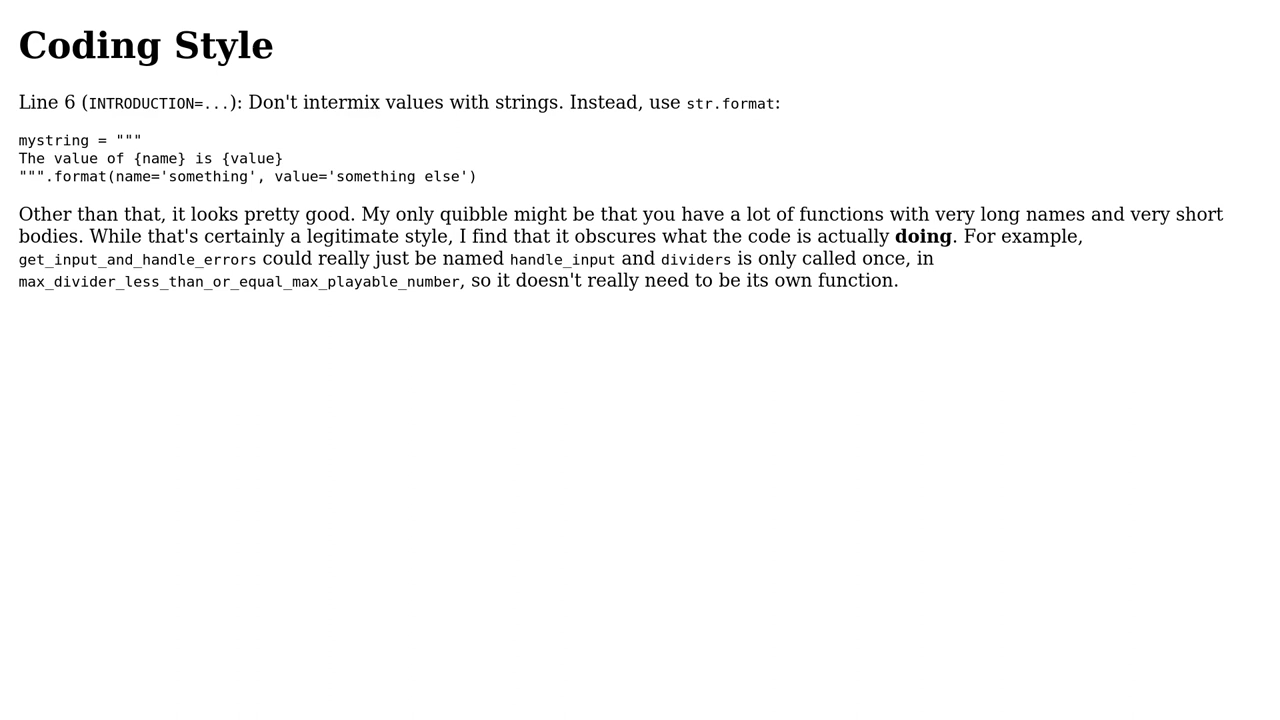 Coding Style
Line 6 (INTRODUCTION=...): Don't intermix values with strings. Instead, use str.format:
mystring = """
The value of {name} is {value}
""".format(name='something', value='something else')
Other than that, it looks pretty good. My only quibble might be that you have a lot of functions with very long names and very short
bodies. While that's certainly a legitimate style, I find that it obscures what the code is actually doing. For example,
get_input_and_handle_errors could really just be named handle_input and dividers is only called once, in
max_divider_less_than_or_equal_max_playable_number, so it doesn't really need to be its own function.